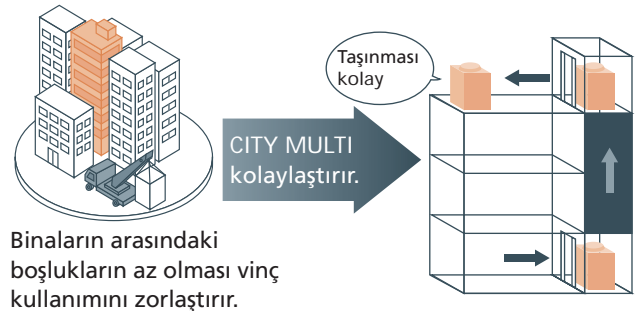 Taşınması
kolay
CITY MULTI
kolaylaştırır.
Binaların arasındaki
boşlukların az olması vinç
kullanımını zorlaştırır.